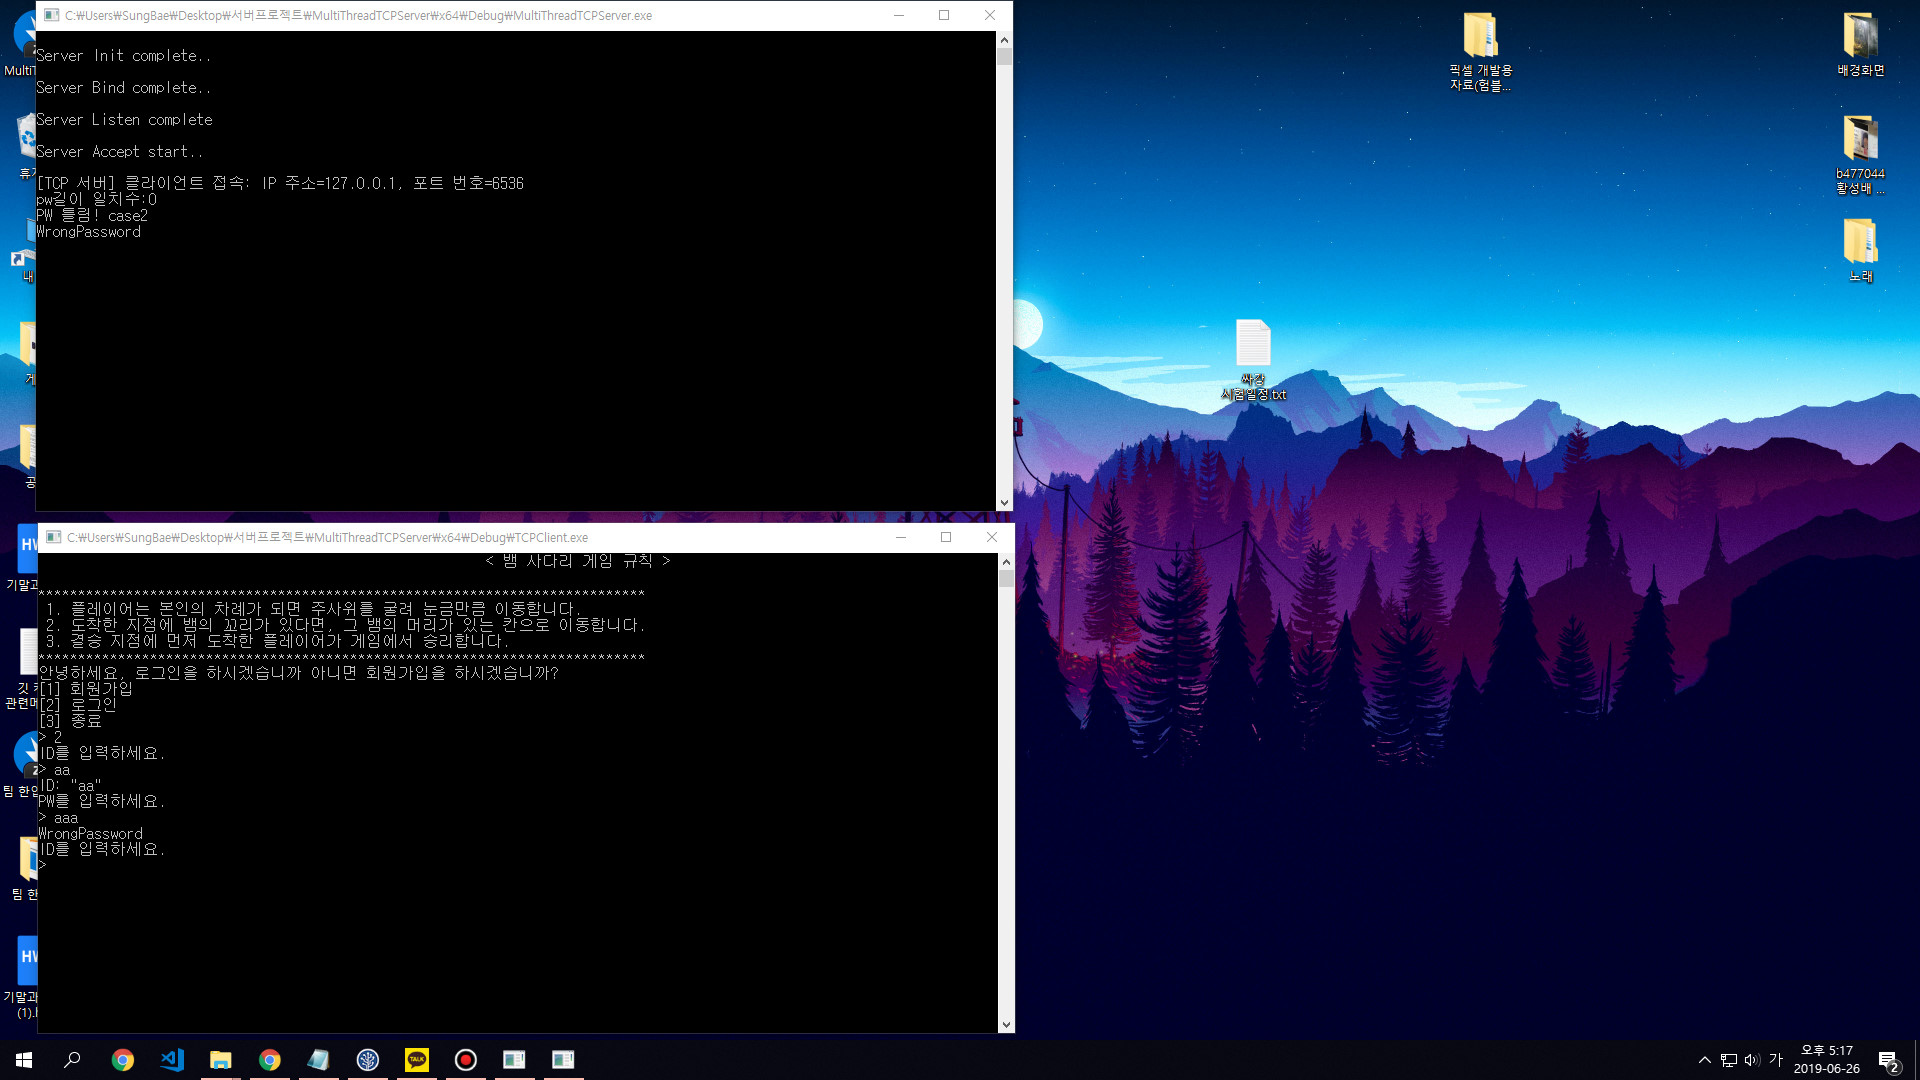 C:₩Users₩SungBae₩Desktop₩서버프로젝트₩MultiThreadTCPServer₩x64₩Debug₩MultiThreadTCPServer.exe
Server Init complete..
Server Bind complete..
Server Listen complete
Server Accept start..
[TCP 서버] 클라이언트 접속: IP 주소=127.0.0.1, 포트 번호=6536
pw길이 일치수:0
PW 틀림! case2
WrongPassword
C:₩Users₩SungBae₩Desktop₩서버프로젝트₩MultiThreadTCPServer₩x64₩Debug₩TCPClient.exe
< 뱀 사다리 게임 규칙 >
****************************************************************************
1. 플레이어는 본인의 차례가 되면 주사위를 굴려 눈금만큼 이동합니다.
2. 도착한 지점에 뱀의 꼬리가 있다면, 그 뱀의 머리가 있는 칸으로 이동합니다.
3. 결승 지점에 먼저 도착한 플레이어가 게임에서 승리합니다.
****************************************************************************
안녕하세요, 로그인을 하시겠습니까 아니면 회원가입을 하시겠습니까?
[1] 회원가입
[2] 로그인
[3] 종료
> 2
ID를 입력하세요.
> aa
ID: "aa"
PW를 입력하세요.
> aaa
WrongPassword
ID를 입력하세요.
>
MultiT
휴
내
게
공
HW
기말과
깃
관련메
팀 한
팀 한
HW
기말과
(1).
픽셀 개발용
자료(험블...
배경화면
b477044
황성배 ...
노래
싸강
시험일정.txt
TALK
가
오후 5:17
2019-06-26
2